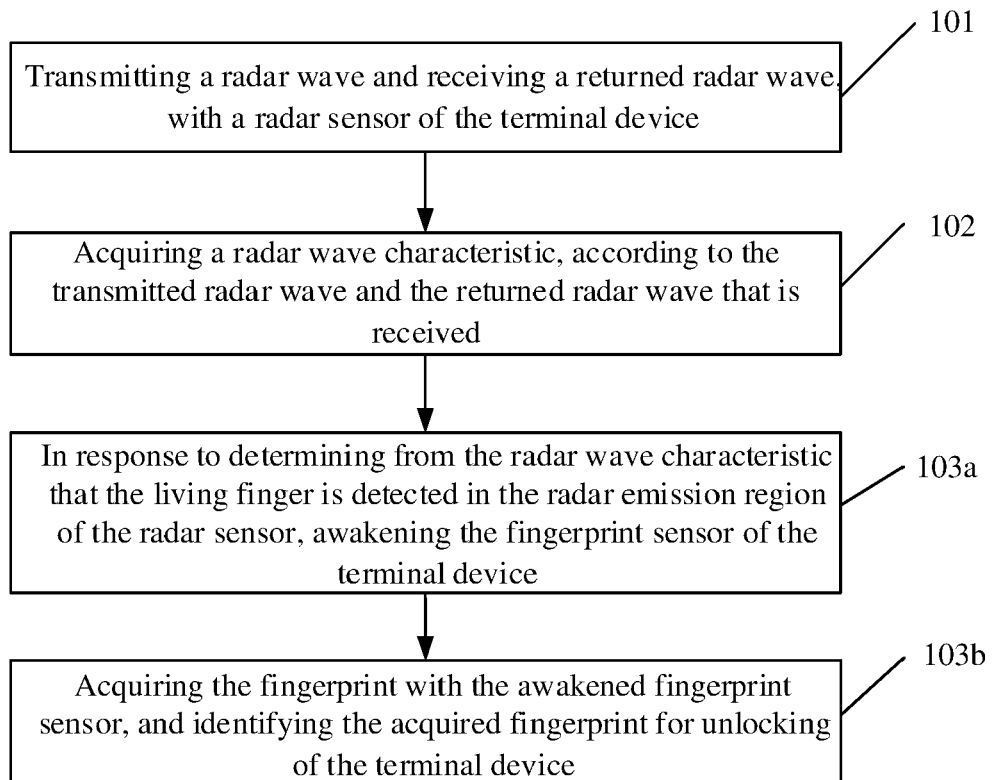 101
Transmitting a radar wave and receiving a returned radar wave,
with a radar sensor of the terminal device
102
Acquiring a radar wave characteristic, according to the
transmitted radar wave and the returned radar wave that is
received
103a
In response to determining from the radar wave characteristic
that the living finger is detected in the radar emission region
of the radar sensor, awakening the fingerprint sensor of the
terminal device
103b
Acquiring the fingerprint with the awakened fingerprint
sensor, and identifying the acquired fingerprint for unlocking
of the terminal device